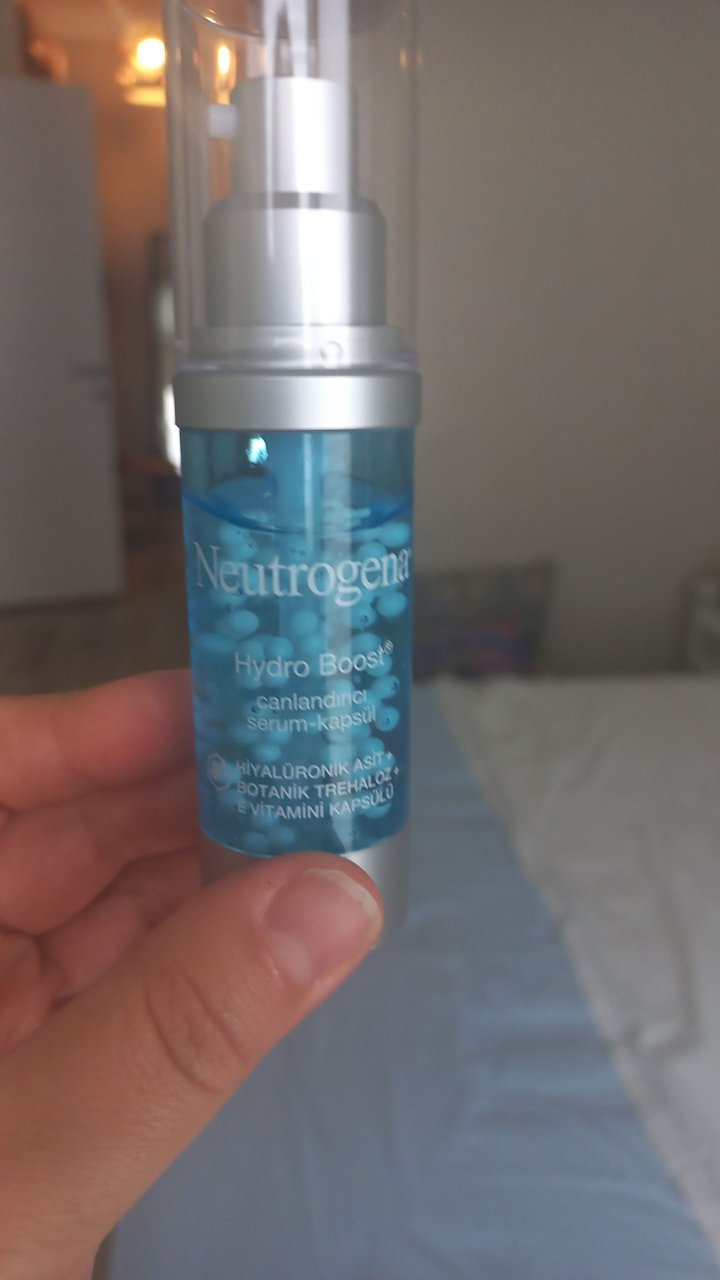 Neutrogena®
Hydro Boost®
canlandırıcı
serum-kapsül
HİYALÜRONİK ASİT+
BOTANİK TREHALOZ+
E VİTAMİNİ KAPSÜLÜ